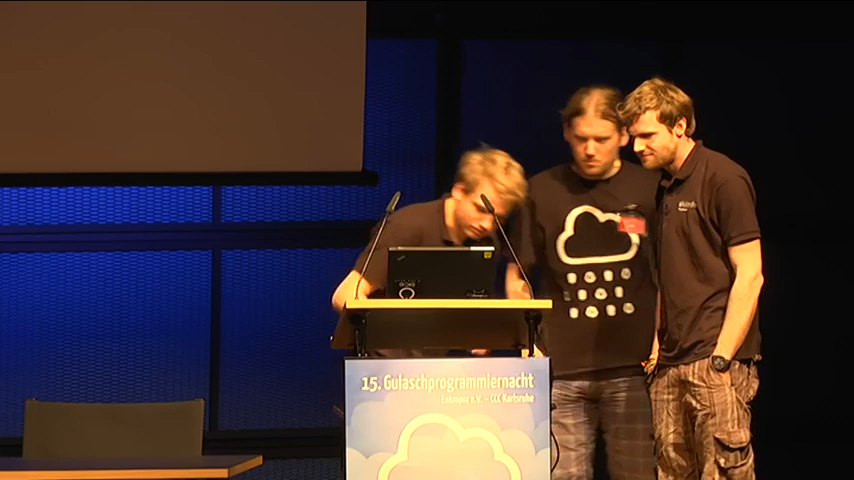 15. Gulaschprogrammiernacht
Entropia e.V. - CCC Karlsruhe